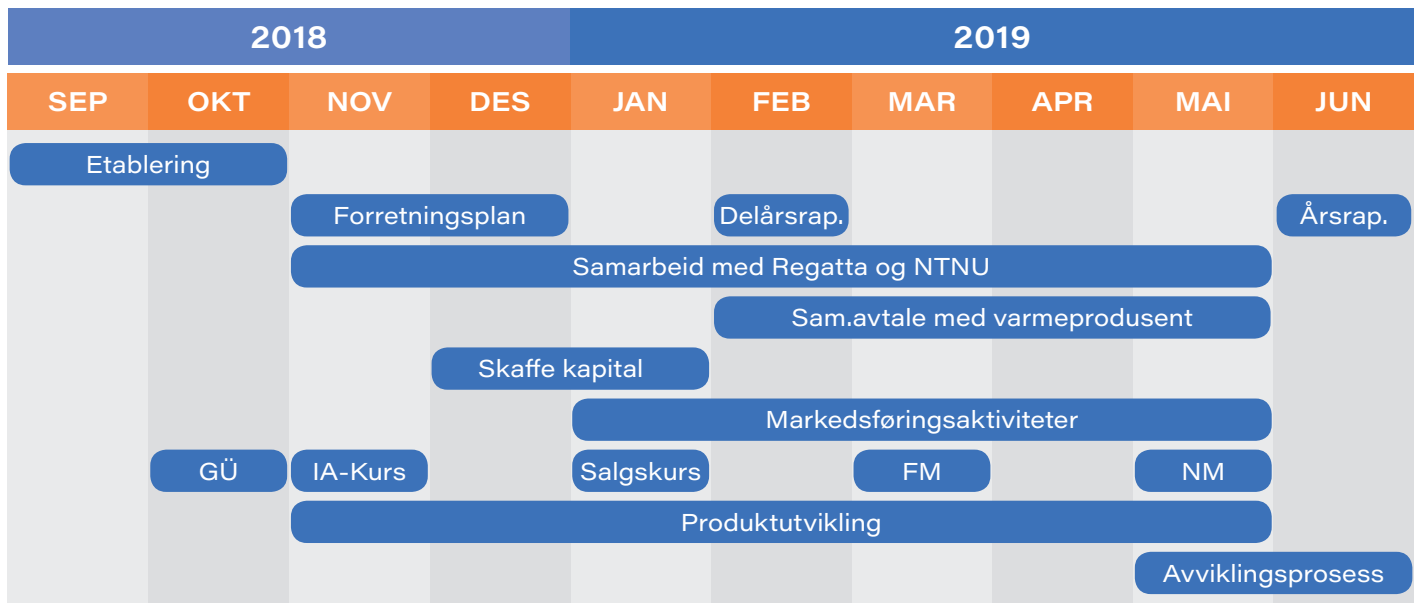 2018 2019
SEP OKT NOV DES JAN FEB MAR APR MAI JUN
Etablering
Forretningsplan Delårsrap. Årsrap.
Samarbeid med Regatta og NTNU
Sam.avtale med varmeprodusent
Skaffe kapital
Markedsføringsaktiviteter
GÜ IA-Kurs Salgskurs FM NM
Produktutvikling
Avviklingsprosess